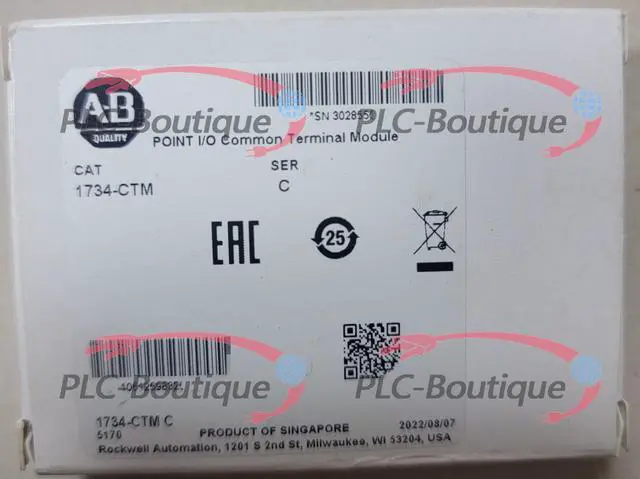 A-B
QUALITY
*SN 3028550
POINT I/O Common Terminal Module
CAT
SER
1734-CTM
C
EAC
25
1734-CTM C
5170
PRODUCT OF SINGAPORE
2022/08/07
Rockwell Automation, 1201 S 2nd St, Milwaukee, WI 53204, USA
PLC-Boutique
PLC-Boutique
PLC-Boutique
PLC-Boutique